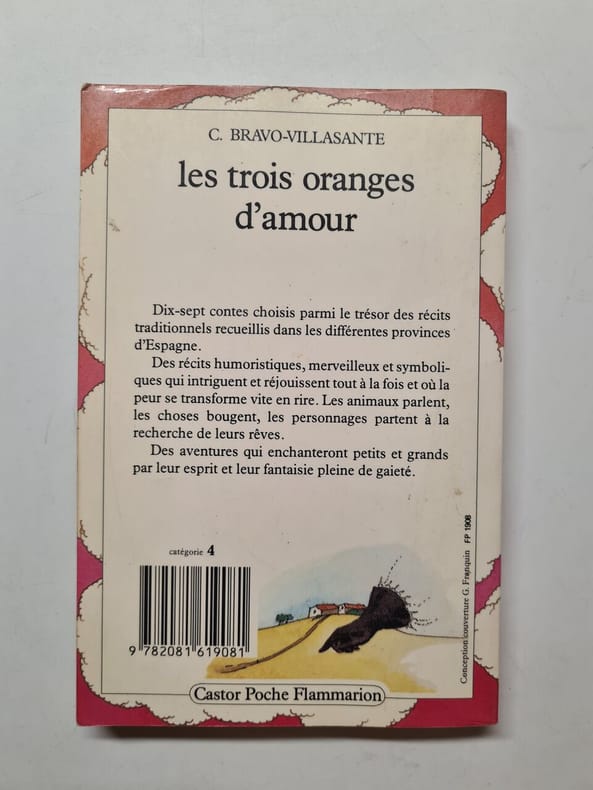 C. BRAVO-VILLASANTE
les trois oranges
d'amour
Dix-sept contes choisis parmi le trésor des récits
traditionnels recueillis dans les différentes provinces
d'Espagne.
Des récits humoristiques, merveilleux et symboli-
ques qui intriguent et réjouissent tout à la fois et où la
peur se transforme vite en rire. Les animaux parlent,
les choses bougent, les personnages partent à la
recherche de leurs rêves.
Des aventures qui enchanteront petits et grands
par leur esprit et leur fantaisie pleine de gaieté.
catégorie 4
9 782081 619081
Conception couverture G. Franquin FP 1908
Castor Poche Flammarion